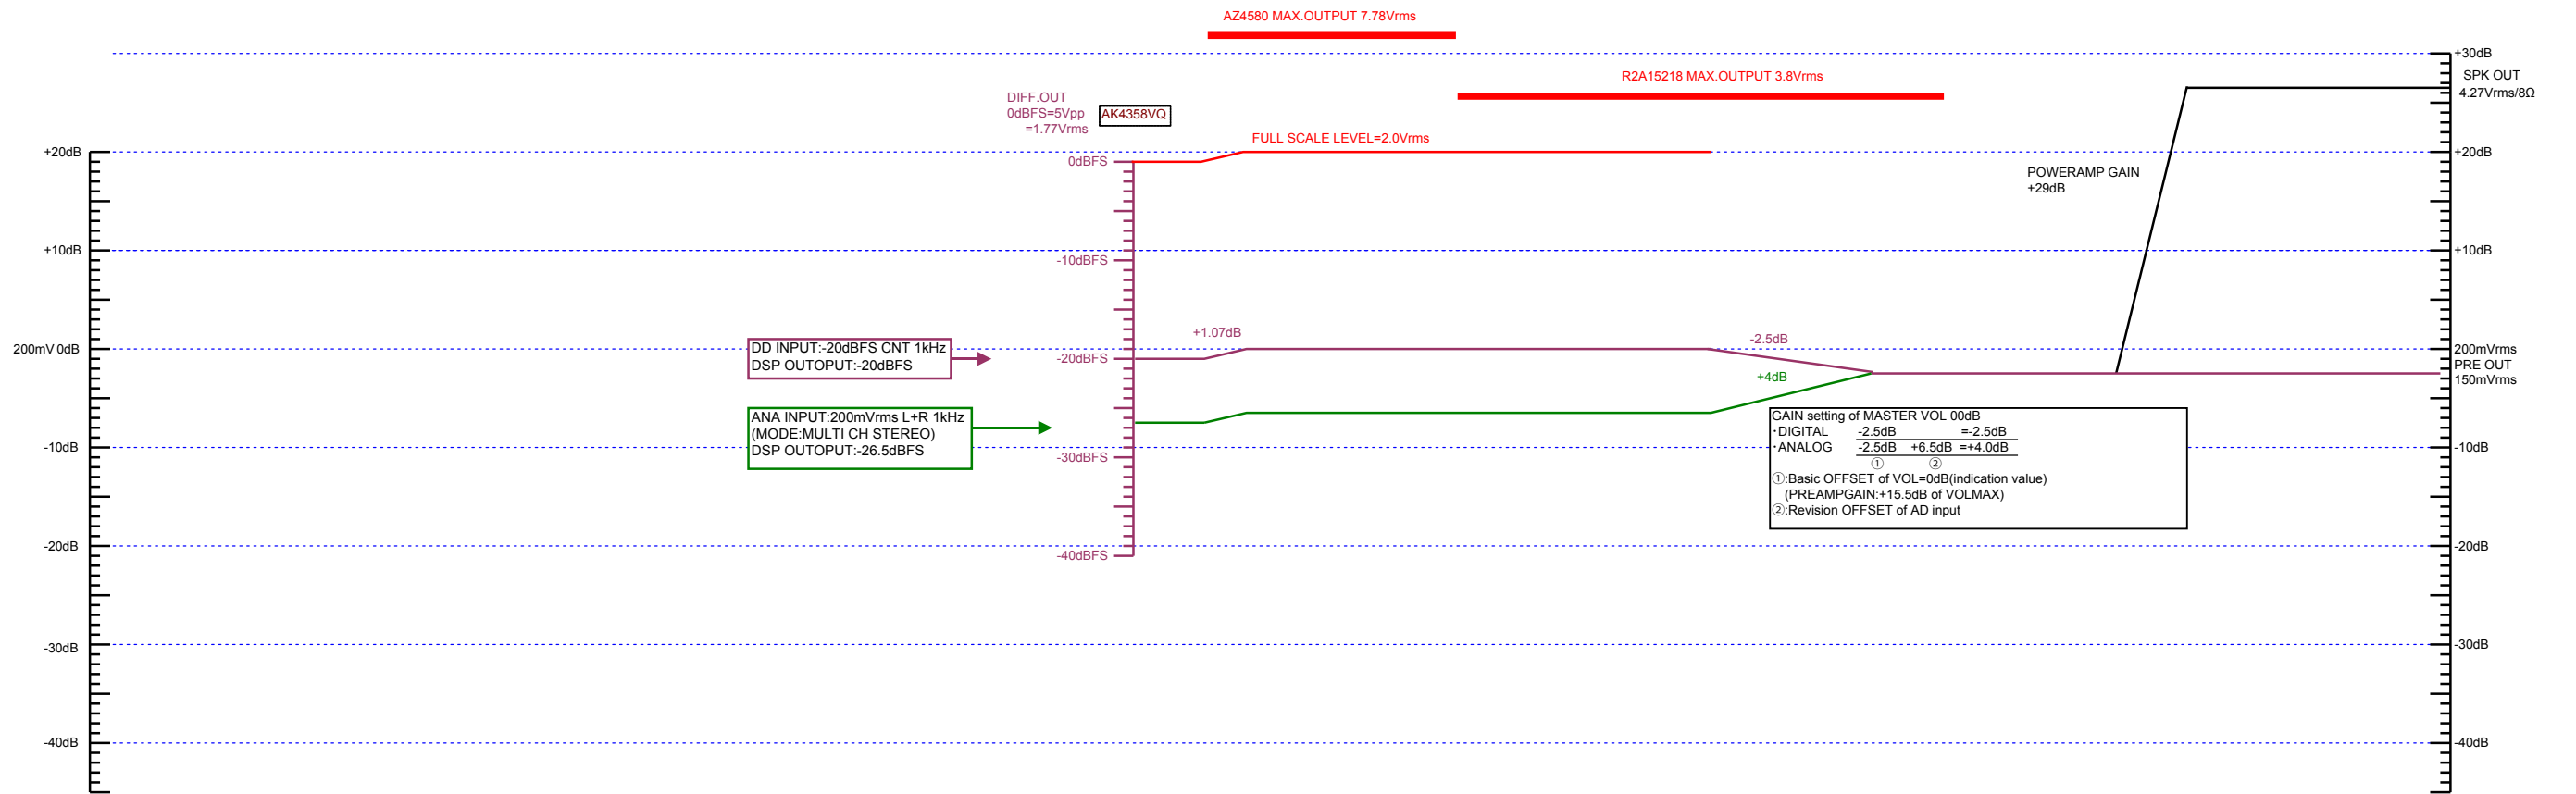 AZ4580 MAX.OUTPUT 7.78Vrms
R2A15218 MAX.OUTPUT 3.8Vrms
DIFF.OUT
0dBFS=5Vpp
=1.77Vrms
AK4358VQ
FULL SCALE LEVEL=2.0Vrms
+20dB
+10dB
200mV 0dB
-10dB
-20dB
-30dB
-40dB
0dBFS
-10dBFS
-20dBFS
-30dBFS
-40dBFS
DD INPUT:-20dBFS CNT 1kHz
DSP OUTOPUT:-20dBFS
ANA INPUT:200mVrms L+R 1kHz
(MODE:MULTI CH STEREO)
DSP OUTOPUT:-26.5dBFS
+1.07dB
-2.5dB
+4dB
POWERAMP GAIN
+29dB
GAIN setting of MASTER VOL 00dB
･DIGITAL -2.5dB =-2.5dB
･ANALOG -2.5dB +6.5dB =+4.0dB
① ②
①:Basic OFFSET of VOL=0dB(indication value)
(PREAMPGAIN:+15.5dB of VOLMAX)
②:Revision OFFSET of AD input
+30dB
SPK OUT
4.27Vrms/8Ω
+20dB
+10dB
200mVrms
PRE OUT
150mVrms
-10dB
-20dB
-30dB
-40dB